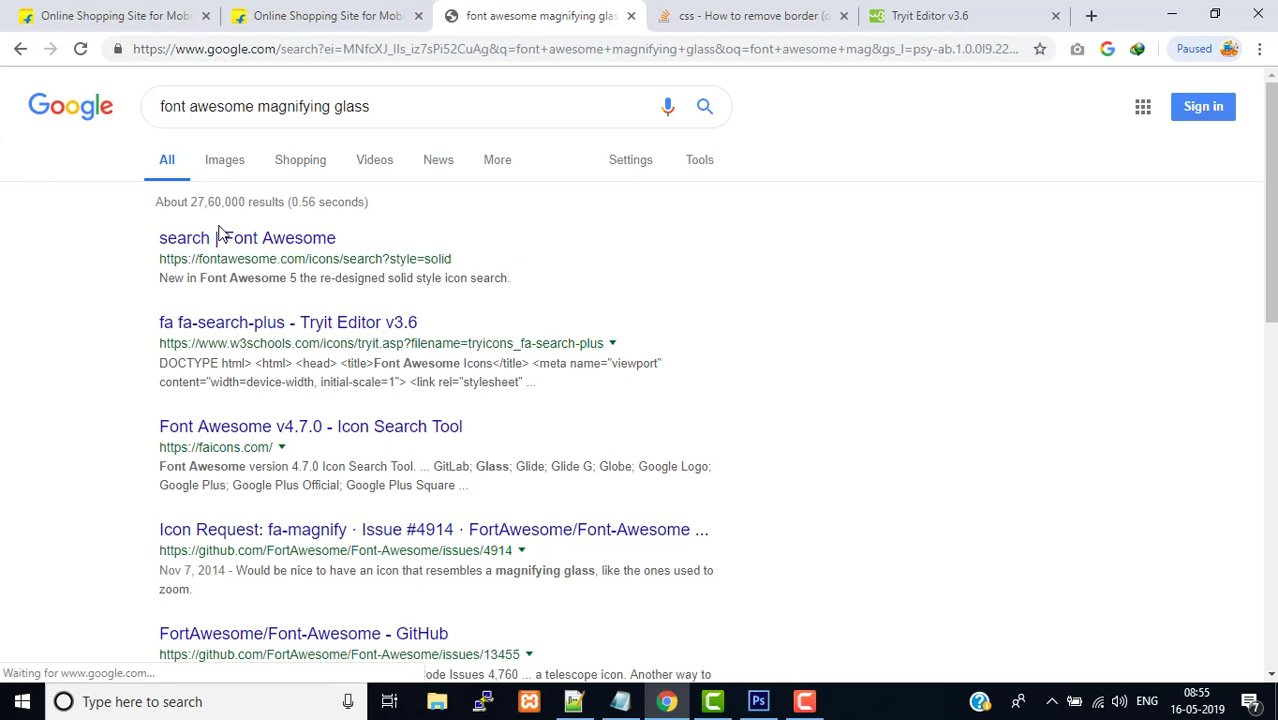 Online Shopping Site for Mobi
Online Shopping Site for Mobi
font awesome magnifying glas
css - How to remove border (o
Tryit Editor v3.6
https://www.google.com/search?ei=MNfcXJ_lIs_iz7sPi52CuAg&q=font+awesome+magnifying+glass&oq=font+awesome+mag&gs_l=psy-ab.1.0.0l9.22...
Paused
Google
font awesome magnifying glass
Sign in
All
Images
Shopping
Videos
News
More
Settings
Tools
About 27,60,000 results (0.56 seconds)
search | Font Awesome
https://fontawesome.com/icons/search?style=solid
New in Font Awesome 5 the re-designed solid style icon search.
fa fa-search-plus - Tryit Editor v3.6
https://www.w3schools.com/icons/tryit.asp?filename=tryicons_fa-search-plus
DOCTYPE html> <html> <head> <title>Font Awesome Icons</title> <meta name="viewport"
content="width=device-width, initial-scale=1"> <link rel="stylesheet" ...
Font Awesome v4.7.0 - Icon Search Tool
https://faicons.com/
Font Awesome version 4.7.0 Icon Search Tool. ... GitLab; Glass; Glide; Glide G; Globe; Google Logo;
Google Plus; Google Plus Official; Google Plus Square ...
Icon Request: fa-magnify · Issue #4914 · FortAwesome/Font-Awesome ...
https://github.com/FortAwesome/Font-Awesome/issues/4914
Nov 7, 2014 - Would be nice to have an icon that resembles a magnifying glass, like the ones used to
zoom.
FortAwesome/Font-Awesome - GitHub
https://github.com/FortAwesome/Font-Awesome/issues/13455
Waiting for www.google.com...
ode Issues 4,760 ... a telescope icon. Another way to
Type here to search
ENG
08:55
16-05-2019
7